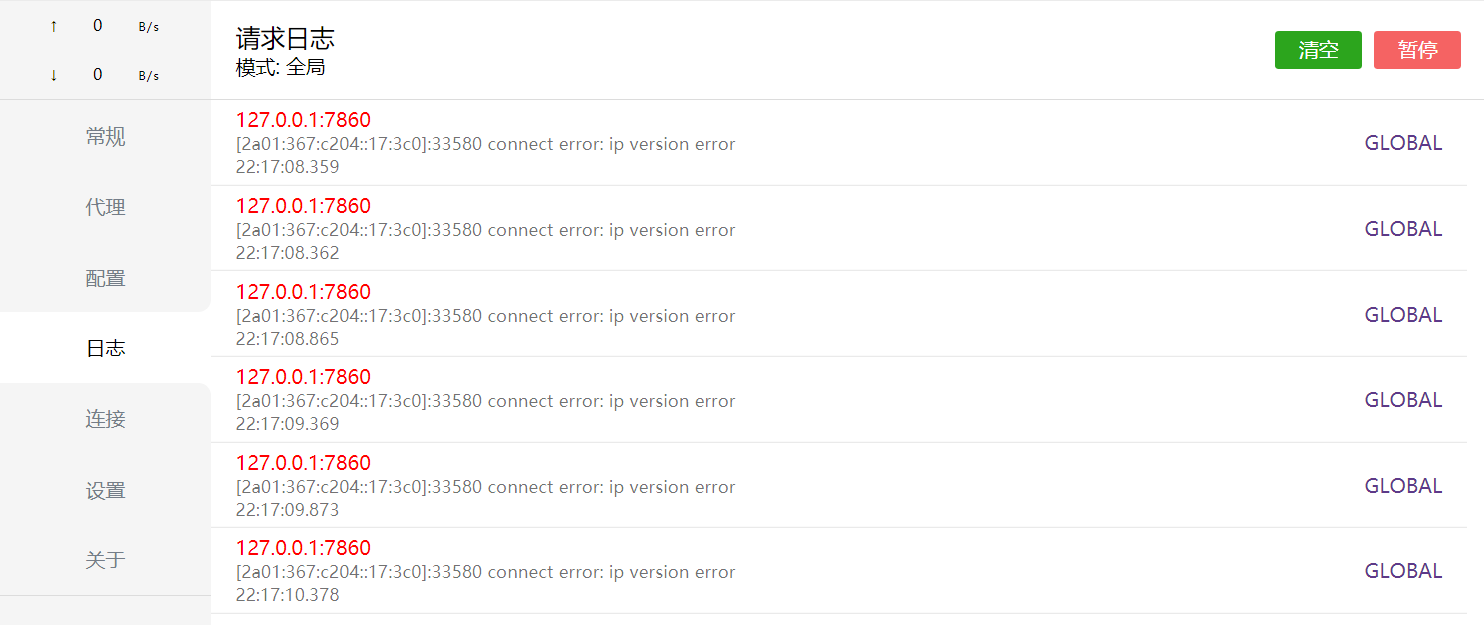 ↑ 0 B/s
↓ 0 B/s
请求日志
模式: 全局
清空 暂停
常规
代理
配置
日志
连接
设置
关于
127.0.0.1:7860
[2a01:367:c204::17:3c0]:33580 connect error: ip version error
22:17:08.359
GLOBAL
127.0.0.1:7860
[2a01:367:c204::17:3c0]:33580 connect error: ip version error
22:17:08.362
GLOBAL
127.0.0.1:7860
[2a01:367:c204::17:3c0]:33580 connect error: ip version error
22:17:08.865
GLOBAL
127.0.0.1:7860
[2a01:367:c204::17:3c0]:33580 connect error: ip version error
22:17:09.369
GLOBAL
127.0.0.1:7860
[2a01:367:c204::17:3c0]:33580 connect error: ip version error
22:17:09.873
GLOBAL
127.0.0.1:7860
[2a01:367:c204::17:3c0]:33580 connect error: ip version error
22:17:10.378
GLOBAL